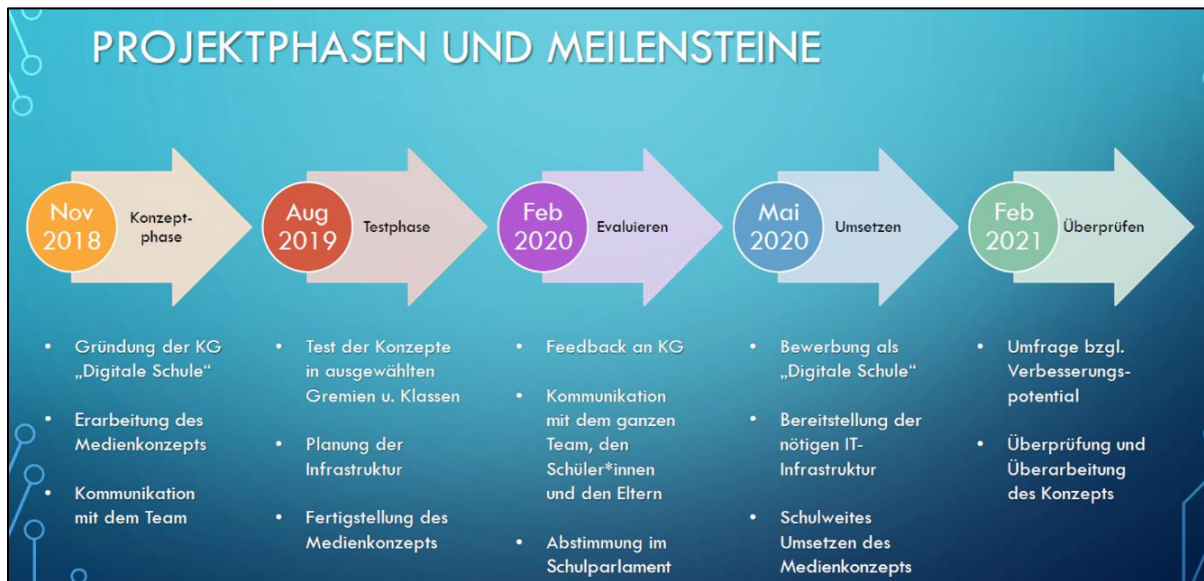 PROJEKTPHASEN UND MEILENSTEINE
Nov
2018
Konzept-
phase
• Gründung der KG
„Digitale Schule“
• Erarbeitung des
Medienkonzepts
• Kommunikation
mit dem Team
Aug
2019
Testphase
• Test der Konzepte
in ausgewählten
Gremien u. Klassen
• Planung der
Infrastruktur
• Fertigstellung des
Medienkonzepts
Feb
2020
Evaluieren
• Feedback an KG
• Kommunikation
mit dem ganzen
Team, den
Schüler*innen
und den Eltern
• Abstimmung im
Schulparlament
Mai
2020
Umsetzen
• Bewerbung als
„Digitale Schule“
• Bereitstellung der
nötigen IT-
Infrastruktur
• Schulweites
Umsetzen des
Medienkonzepts
Feb
2021
Überprüfen
• Umfrage bzgl.
Verbesserungs-
potential
• Überprüfung und
Überarbeitung
des Konzepts